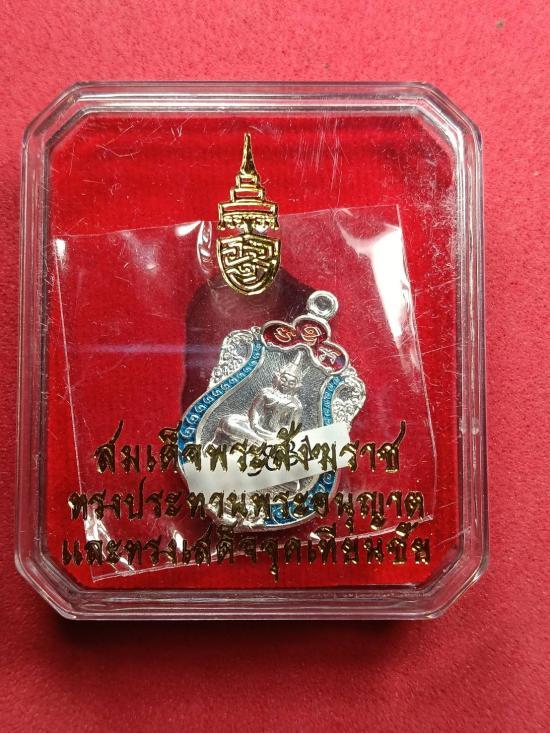 สมเด็จพระสังฆราช
ทรงประทานพระอนุญาต
และทรงเสด็จจุดเทียนชัย